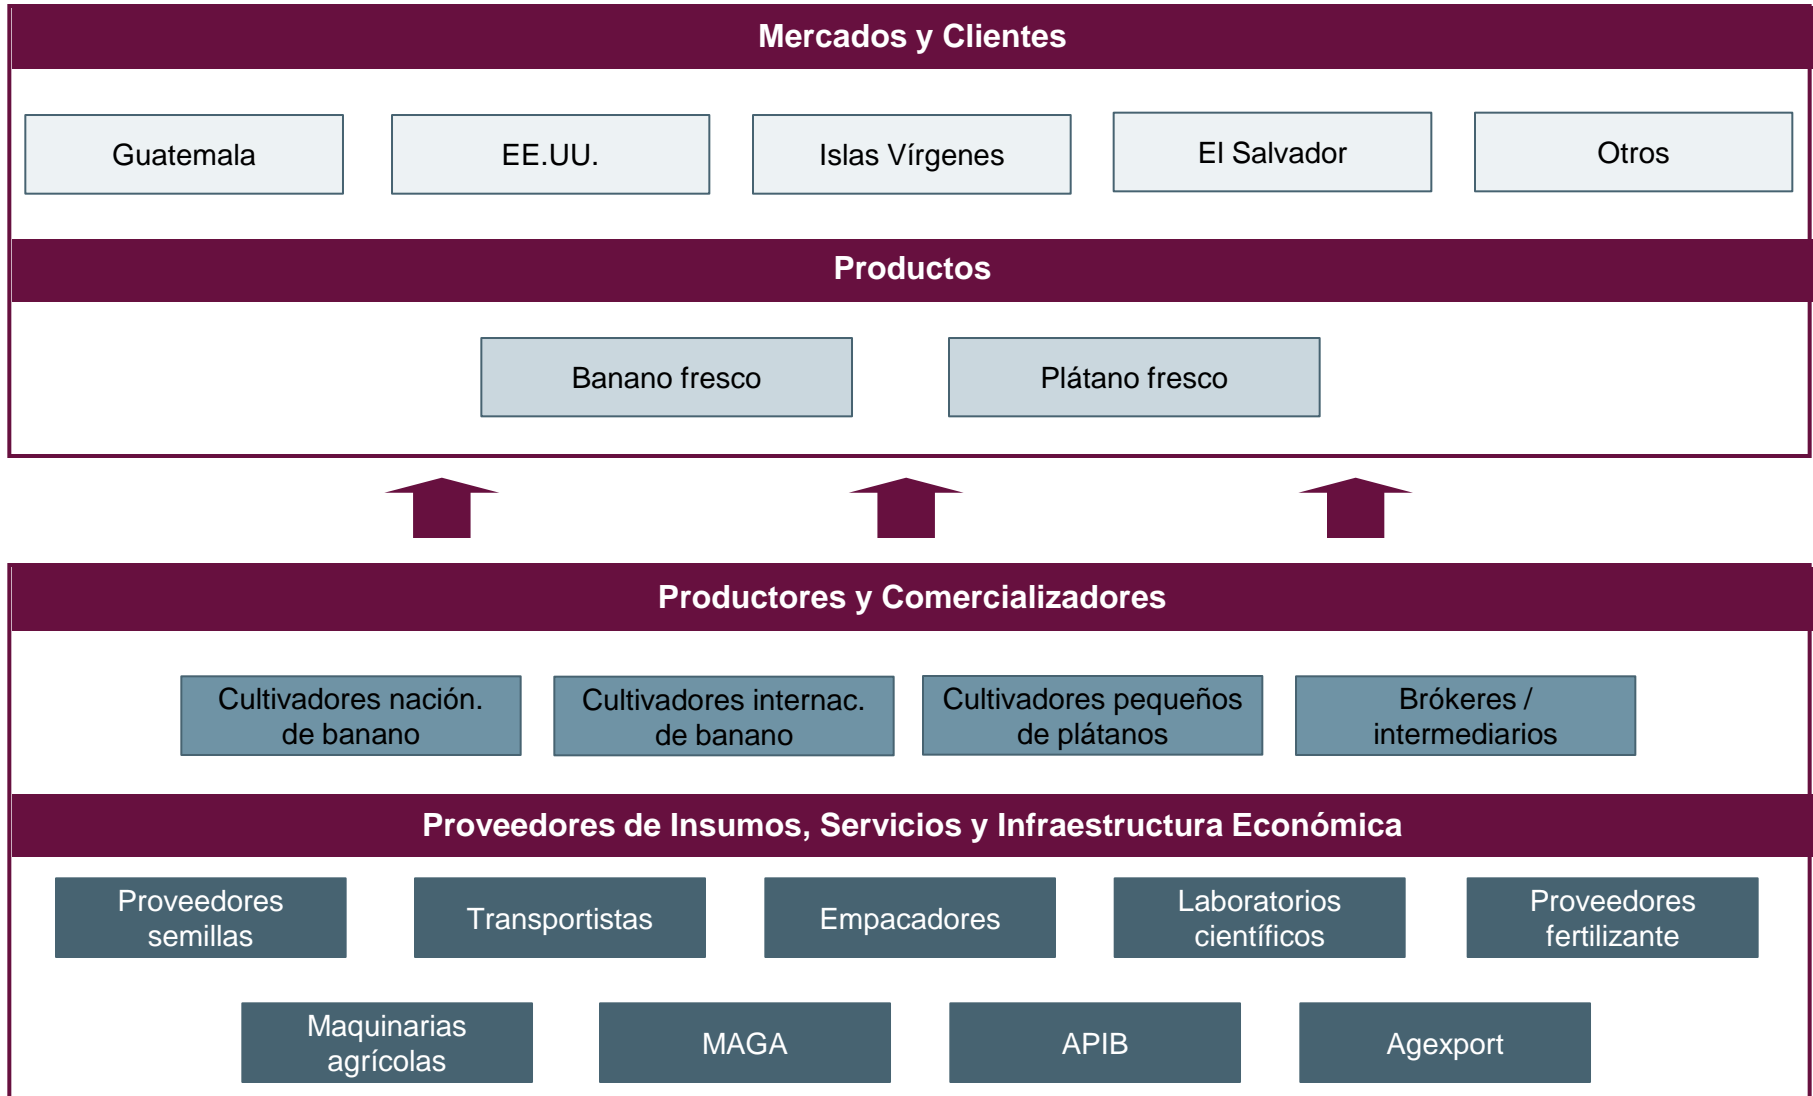 Mercados y Clientes
Guatemala
EE.UU.
Islas Vírgenes
El Salvador
Otros
Productos
Banano fresco
Plátano fresco
Productores y Comercializadores
Cultivadores nación.
de banano
Cultivadores internac.
de banano
Cultivadores pequeños
de plátanos
Brókeres /
intermediarios
Proveedores de Insumos, Servicios y Infraestructura Económica
Proveedores
semillas
Transportistas
Empacadores
Laboratorios
científicos
Proveedores
fertilizante
Maquinarias
agrícolas
MAGA
APIB
Agexport